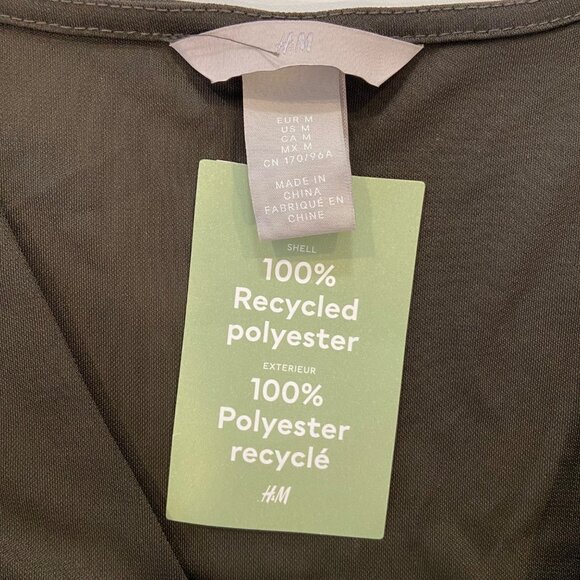 H&M
EUR M
US M
CA M
MX M
CN 170/96A
MADE IN
CHINA
FABRIQUÉ EN
CHINE
SHELL
100%
Recycled
polyester
EXTERIEUR
100%
Polyester
recyclé
H&M